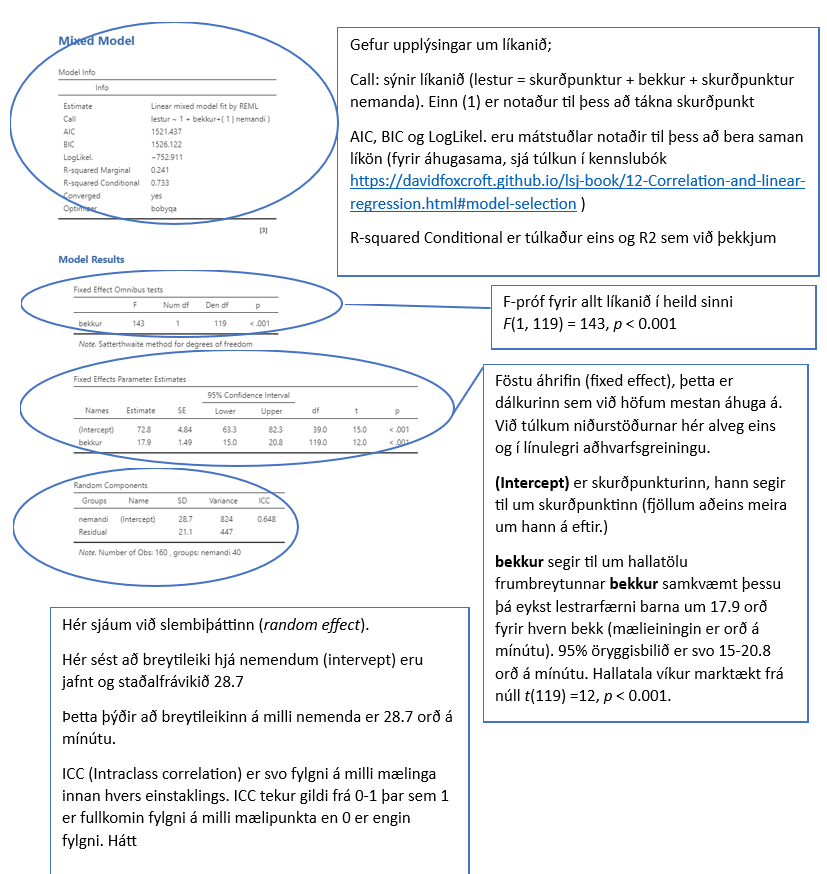 Mixed Model
Model Info
Info
Estimate Linear mixed model fit by REML
Call lestur ~ 1 + bekkur+( 1 | nemandi )
AIC 1521.437
BIC 1526.122
LogLikel. −752.911
R-squared Marginal 0.241
R-squared Conditional 0.733
Converged yes
Optimizer bobyqa
[3]
Gefur upplýsingar um líkanið;
Call: sýnir líkanið (lestur = skurðpunktur + bekkur + skurðpunktur
nemanda). Einn (1) er notaður til þess að tákna skurðpunkt
AIC, BIC og LogLikel. eru mátstuðlar notaðir til þess að bera saman
líkön (fyrir áhugasama, sjá túlkun í kennslubók
https://davidfoxcroft.github.io/lsj-book/12-Correlation-and-linear-
regression.html#model-selection )
R-squared Conditional er túlkaður eins og R2 sem við þekkjum
Model Results
Fixed Effect Omnibus tests
F Num df Den df p
bekkur 143 1 119 < .001
Note. Satterthwaite method for degrees of freedom
F-próf fyrir allt líkanið í heild sinni
F(1, 119) = 143, p < 0.001
Fixed Effects Parameter Estimates
95% Confidence Interval
Names Estimate SE Lower Upper df t p
(Intercept) 72.8 4.84 63.3 82.3 39.0 15.0 < .001
bekkur 17.9 1.49 15.0 20.8 119.0 12.0 < .001
Föstu áhrifin (fixed effect), þetta er
dálkurinn sem við höfum mestan áhuga á.
Við túlkum niðurstöðurnar hér alveg eins
og í línulegri aðhvarfsgreiningu.
(Intercept) er skurðpunkturinn, hann segir
til um skurðpunktinn (fjöllum aðeins meira
um hann á eftir.)
bekkur segir til um hallatölu
frumbreytunnar bekkur samkvæmt þessu
þá eykst lestrarfærni barna um 17.9 orð
fyrir hvern bekk (mælieiningin er orð á
mínútu). 95% öryggisbilið er svo 15-20.8
orð á mínútu. Hallatala víkur marktækt frá
núll t(119) =12, p < 0.001.
Random Components
Groups Name SD Variance ICC
nemandi (Intercept) 28.7 824 0.648
Residual 21.1 447
Note. Number of Obs: 160 , groups: nemandi 40
Hér sjáum við slembiþáttinn (random effect).
Hér sést að breytileiki hjá nemendum (intervept) eru
jafnt og staðalfrávikið 28.7
Þetta þýðir að breytileikinn á milli nemenda er 28.7 orð á
mínútu.
ICC (Intraclass correlation) er svo fylgni á milli mælinga
innan hvers einstaklings. ICC tekur gildi frá 0-1 þar sem 1
er fullkomin fylgni á milli mælipunkta en 0 er engin
fylgni. Hátt